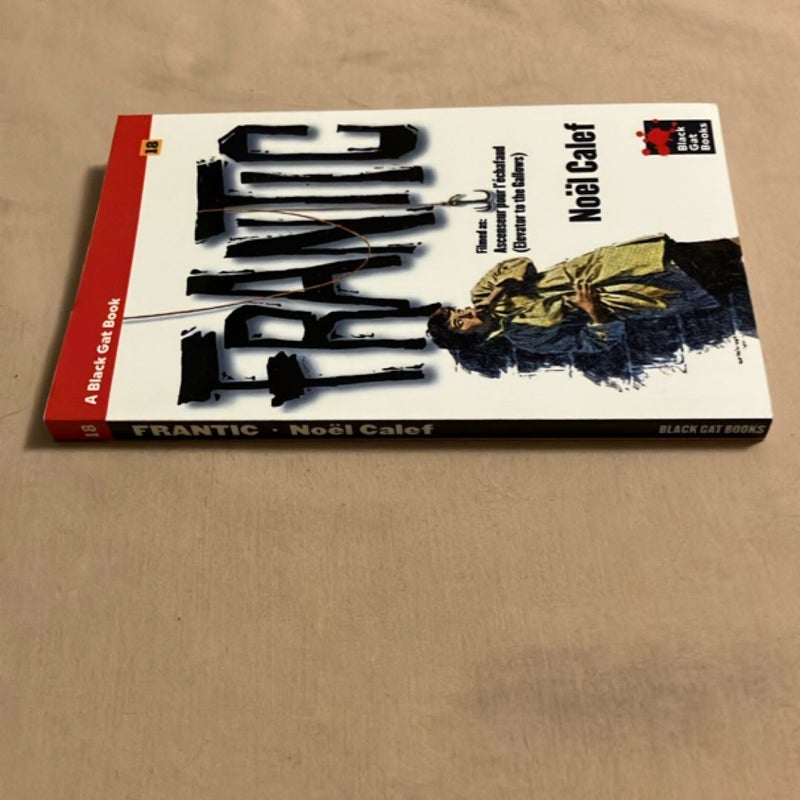 A Black Gat Book
18
FRANTIC
Filmed as:
Ascenseur pour l'échafaud
(Elevator to the Gallows)
Noël Calef
Black
Gat
Books
18
FRANTIC · Noël Calef
BLACK GAT BOOKS